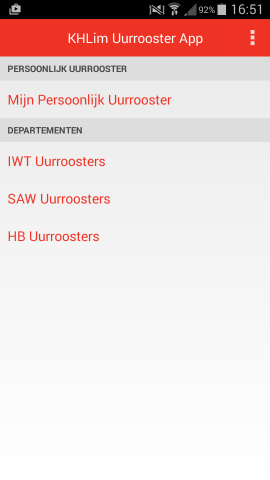 92% 16:51
KHLim Uurrooster App
PERSOONLIJK UURROOSTER
Mijn Persoonlijk Uurrooster
DEPARTEMENTEN
IWT Uurroosters
SAW Uurroosters
HB Uurroosters